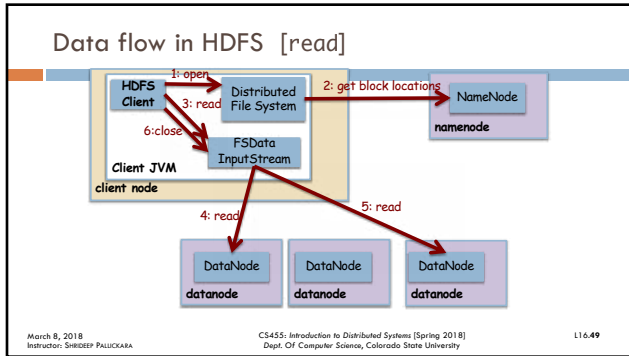 Data flow in HDFS [read]
1: open
HDFS
Client
Distributed
File System
2: get block locations
NameNode
namenode
3: read
6:close
FSData
InputStream
Client JVM
client node
4: read
5: read
DataNode
datanode
DataNode
datanode
DataNode
datanode
March 8, 2018
Instructor: SHRIDEEP PALLICKARA
CS455: Introduction to Distributed Systems [Spring 2018]
Dept. Of Computer Science, Colorado State University
L16.49